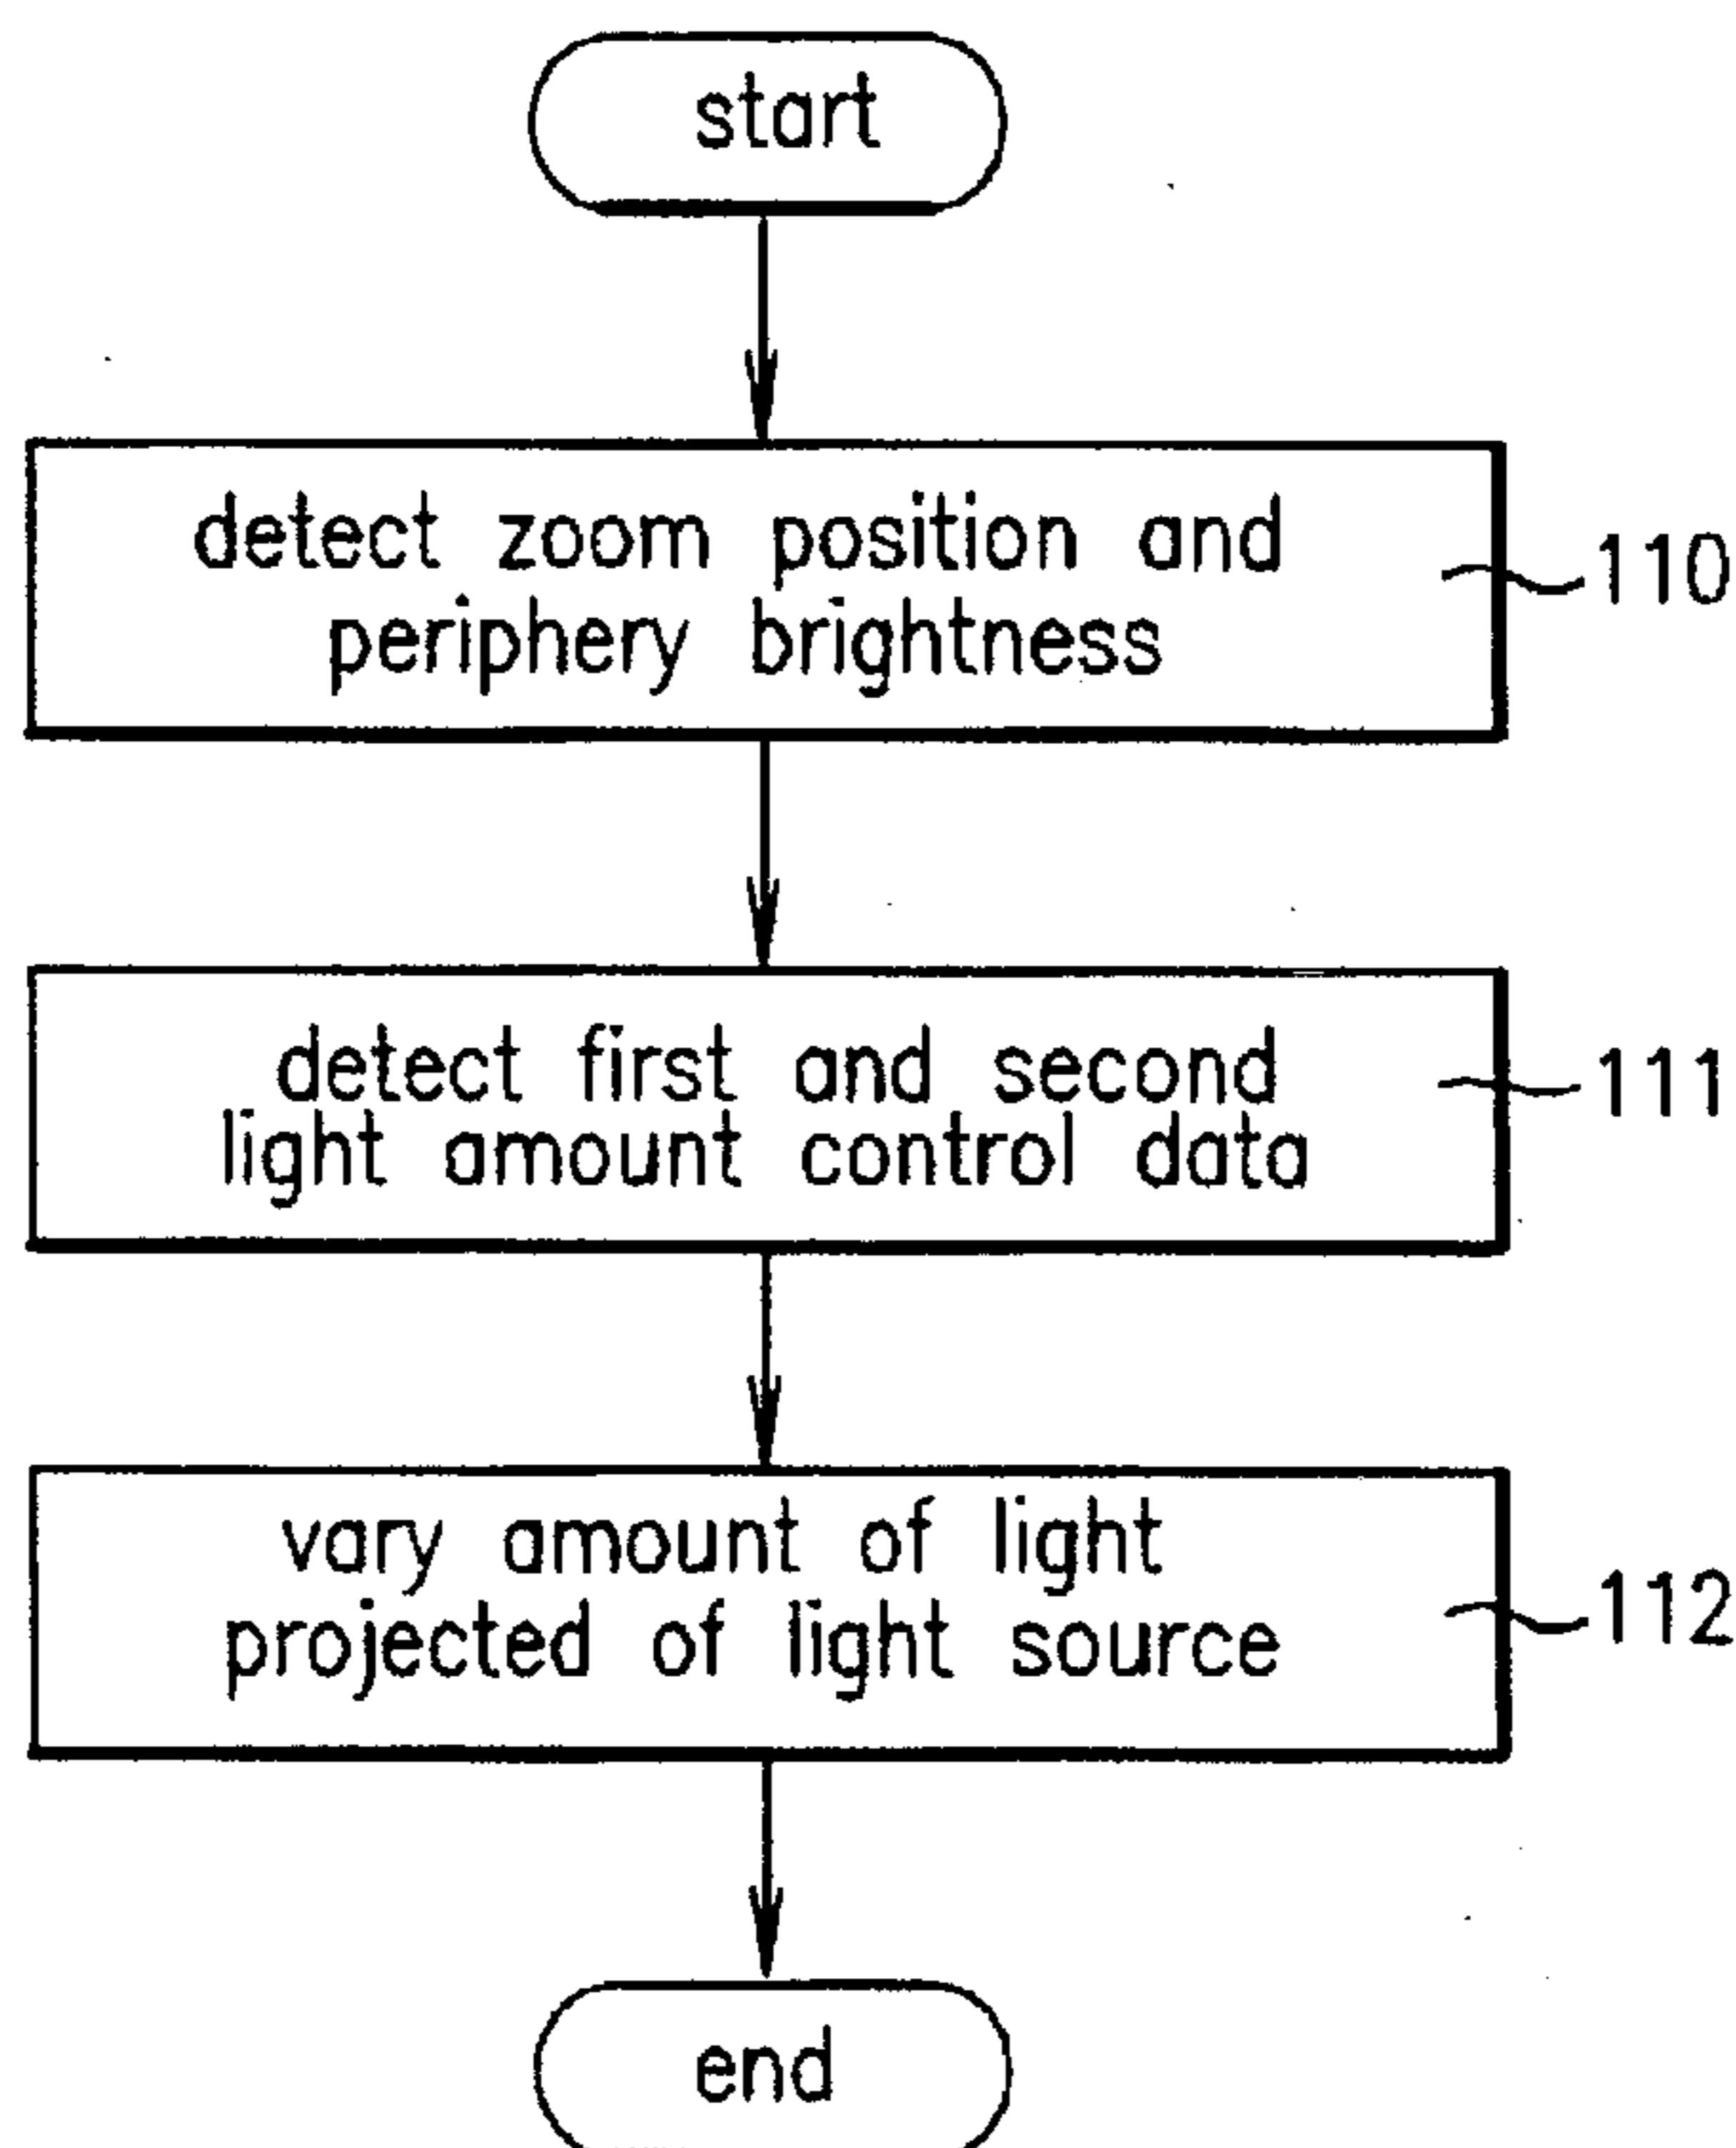 start
detect zoom position and
periphery brightness
110
detect first and second
light amount control data
111
vary amount of light
projected of light source
112
end